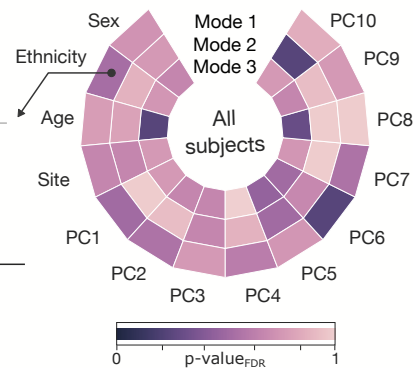 Sex
Mode 1
Mode 2
Mode 3
PC10
Ethnicity
PC9
Age
All
subjects
PC8
Site
PC7
PC1
PC6
PC2
PC5
PC3
PC4
0
p-valueFDR
1